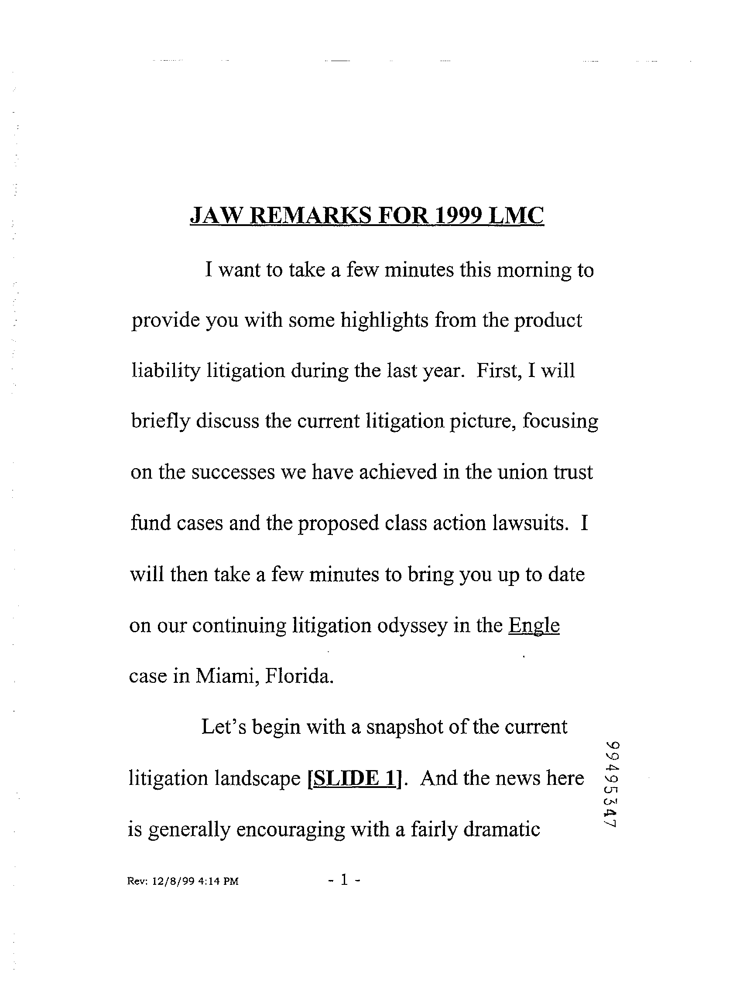 JAW REMARKS FOR 1999 LMC
I want to take a few minutes this morning to
provide you with some highlights from the product
liability litigation during the last year.  First, I will
briefly discuss the current litigation picture, focusing
on the successes we have achieved in the union trust
fund cases and the proposed class action lawsuits.  I
will then take a few minutes to bring you up to date
on our continuing litigation odyssey in the Engle
case in Miami, Florida.
Let's begin with a snapshot of the current
litigation landscape [SLIDE 1].  And the news here
is generally encouraging with a fairly dramatic
99495347
Rev: 12/8/99 4:14 PM
- 1 -